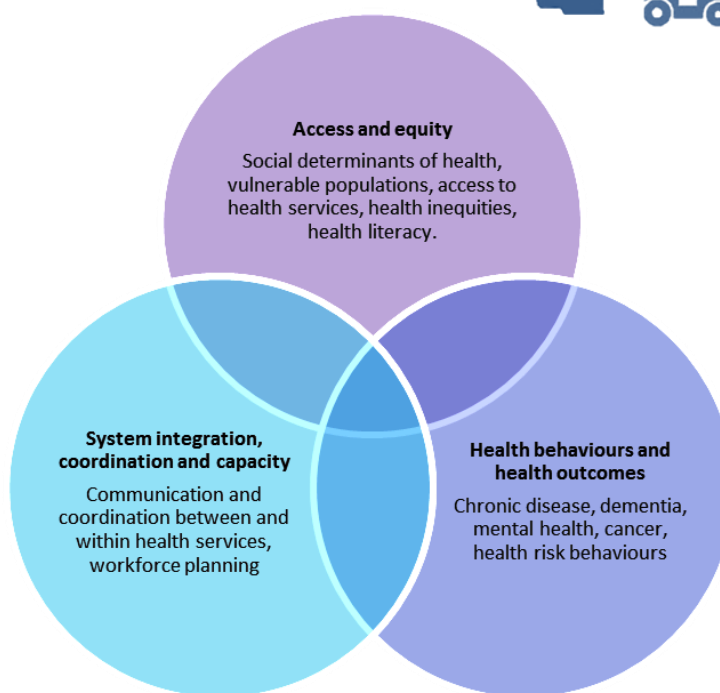 Access and equity
Social determinants of health,
vulnerable populations, access to
health services, health inequities,
health literacy.
System integration,
coordination and capacity
Communication and
coordination between and
within health services,
workforce planning
Health behaviours and
health outcomes
Chronic disease, dementia,
mental health, cancer,
health risk behaviours